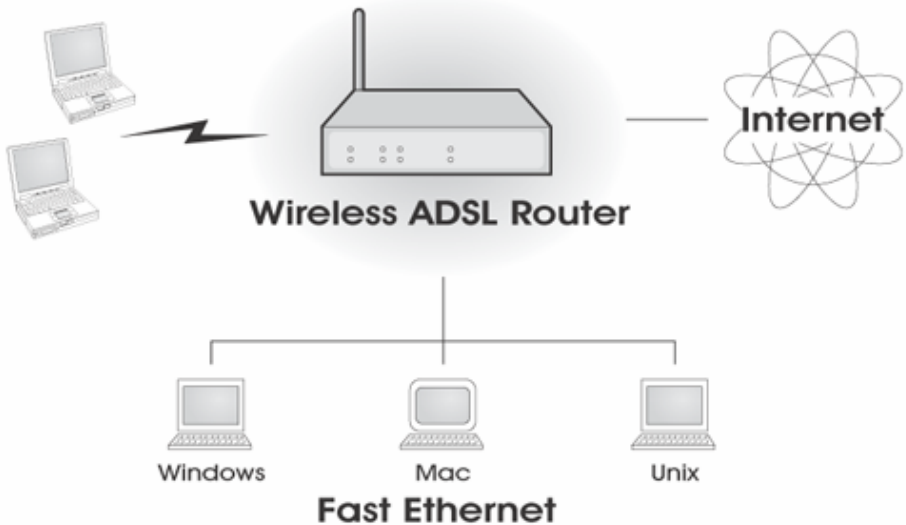 Internet
Wireless ADSL Router
Windows
Mac
Unix
Fast Ethernet